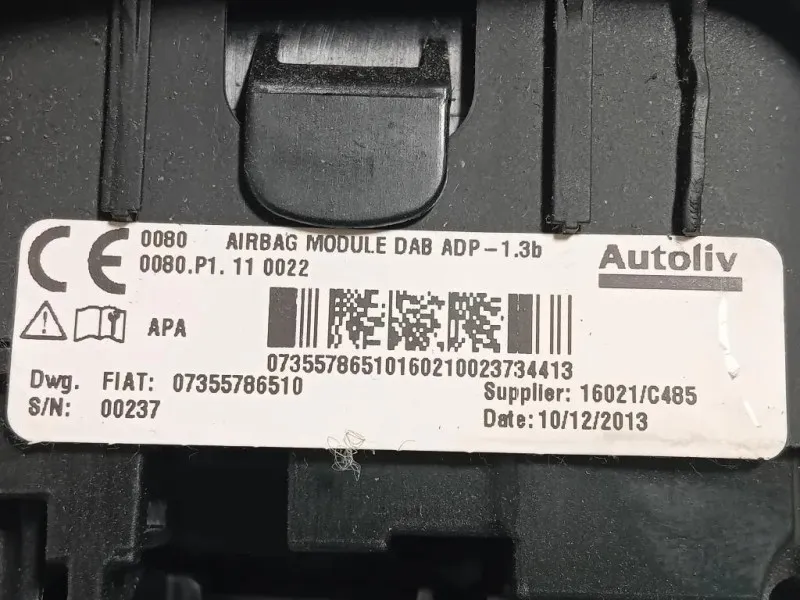 CE 0080 AIRBAG MODULE DAB ADP-1.3b
0080.P1. 11 0022
Autoliv
APA
07355786510160210023734413
Dwg. FIAT: 07355786510
Supplier: 16021/C485
S/N: 00237
Date: 10/12/2013